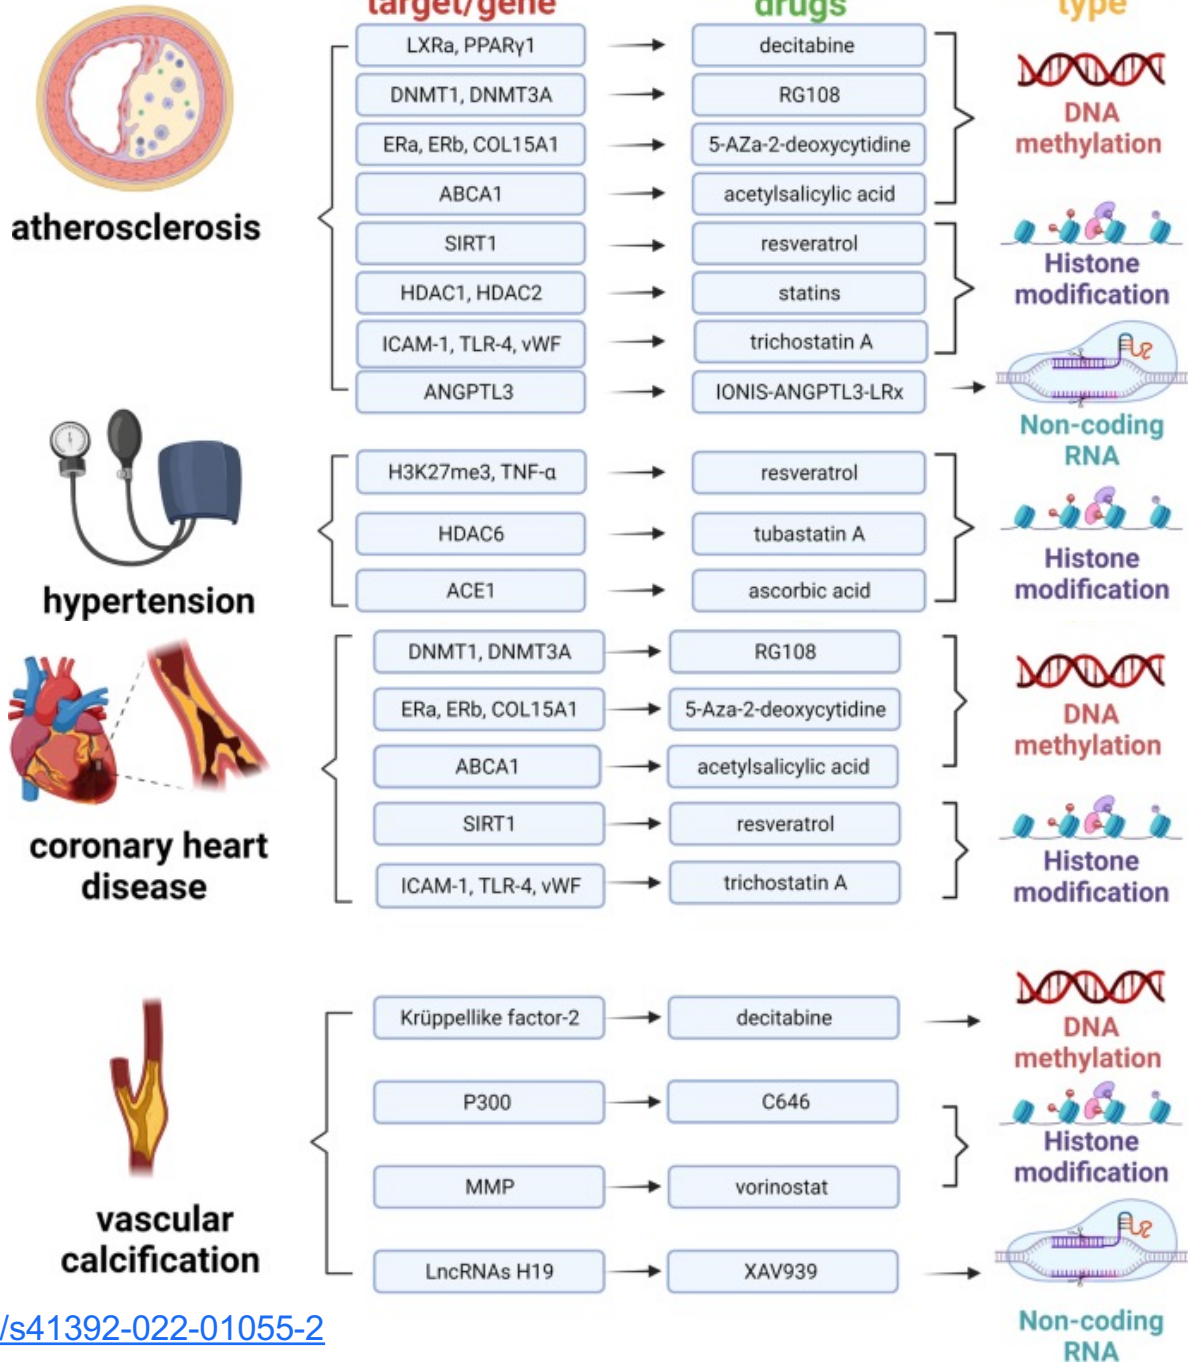 target/gene drugs type
LXRa, PPARγ1 decitabine
DNMT1, DNMT3A RG108
DNA
methylation
ERa, ERb, COL15A1 5-AZa-2-deoxycytidine
ABCA1 acetylsalicylic acid
atherosclerosis
SIRT1 resveratrol
Histone
modification
HDAC1, HDAC2 statins
ICAM-1, TLR-4, vWF trichostatin A
ANGPTL3 IONIS-ANGPTL3-LRx
Non-coding
RNA
H3K27me3, TNF-α resveratrol
HDAC6 tubastatin A
Histone
modification
ACE1 ascorbic acid
hypertension
DNMT1, DNMT3A RG108
ERa, ERb, COL15A1 5-Aza-2-deoxycytidine
DNA
methylation
ABCA1 acetylsalicylic acid
SIRT1 resveratrol
coronary heart
disease
Histone
modification
ICAM-1, TLR-4, vWF trichostatin A
Krüppellike factor-2 decitabine
DNA
methylation
P300 C646
Histone
modification
MMP vorinostat
vascular
calcification
LncRNAs H19 XAV939
Non-coding
RNA
/s41392-022-01055-2